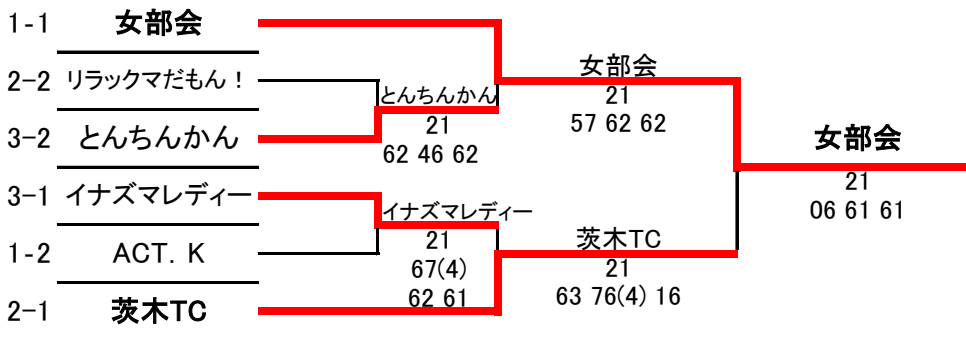 1-1 女部会
2-2 リラックマだもん！
3-2 とんちんかん
3-1 イナズマレディー
1-2 ACT. K
2-1 茨木TC
とんちんかん
21
62 46 62
イナズマレディー
21
67(4)
62 61
女部会
21
57 62 62
茨木TC
21
63 76(4) 16
女部会
21
06 61 61